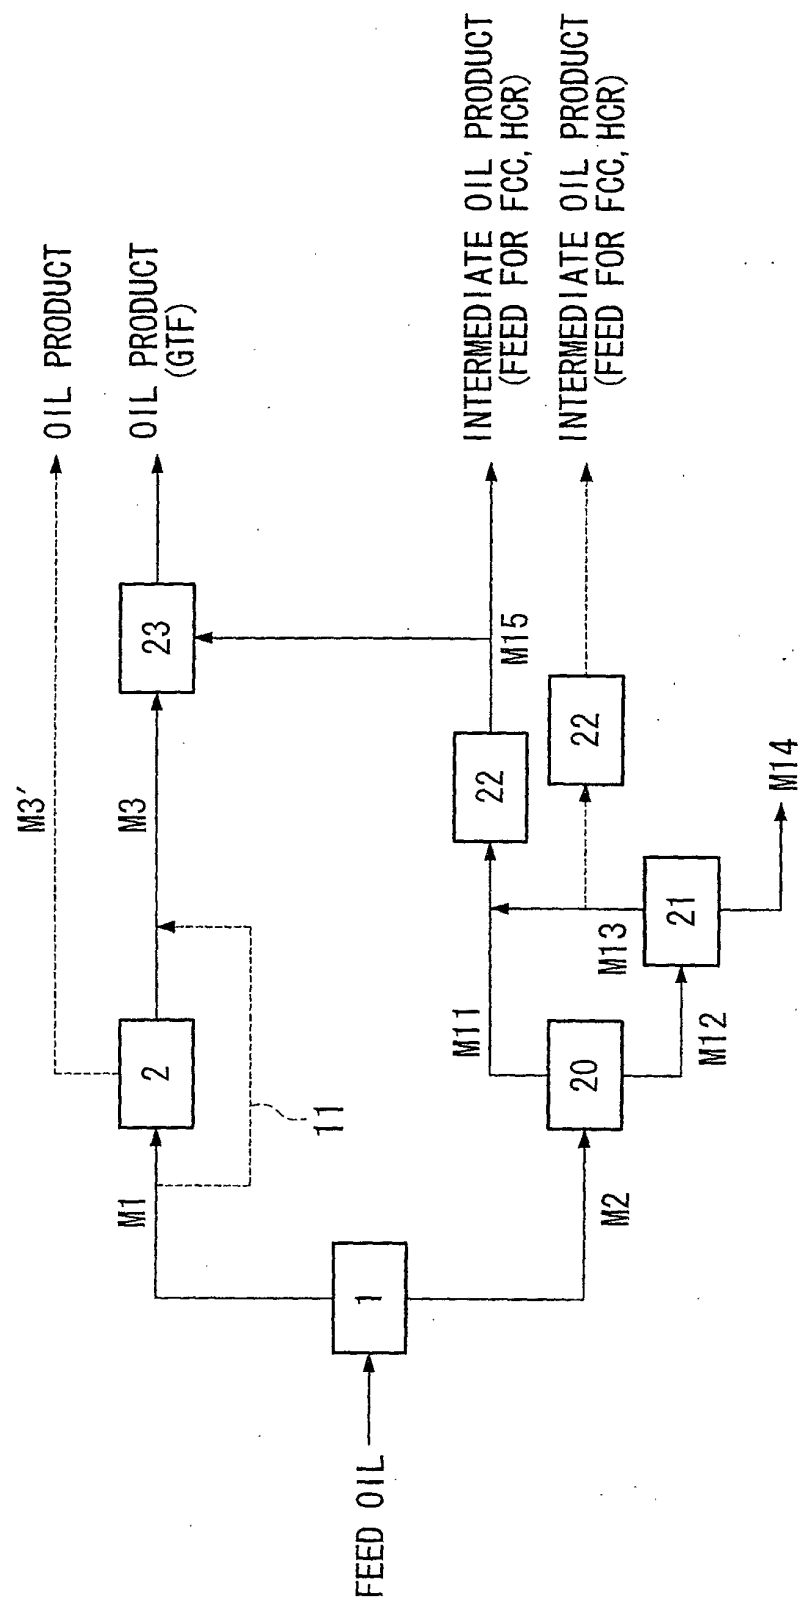 FEED OIL
1
M1
M2
11
2
20
M3'
M3
M11
M12
M13
21
M14
22
22
M15
23
OIL PRODUCT
OIL PRODUCT
(GTF)
INTERMEDIATE OIL PRODUCT
(FEED FOR FCC, HCR)
INTERMEDIATE OIL PRODUCT
(FEED FOR FCC, HCR)